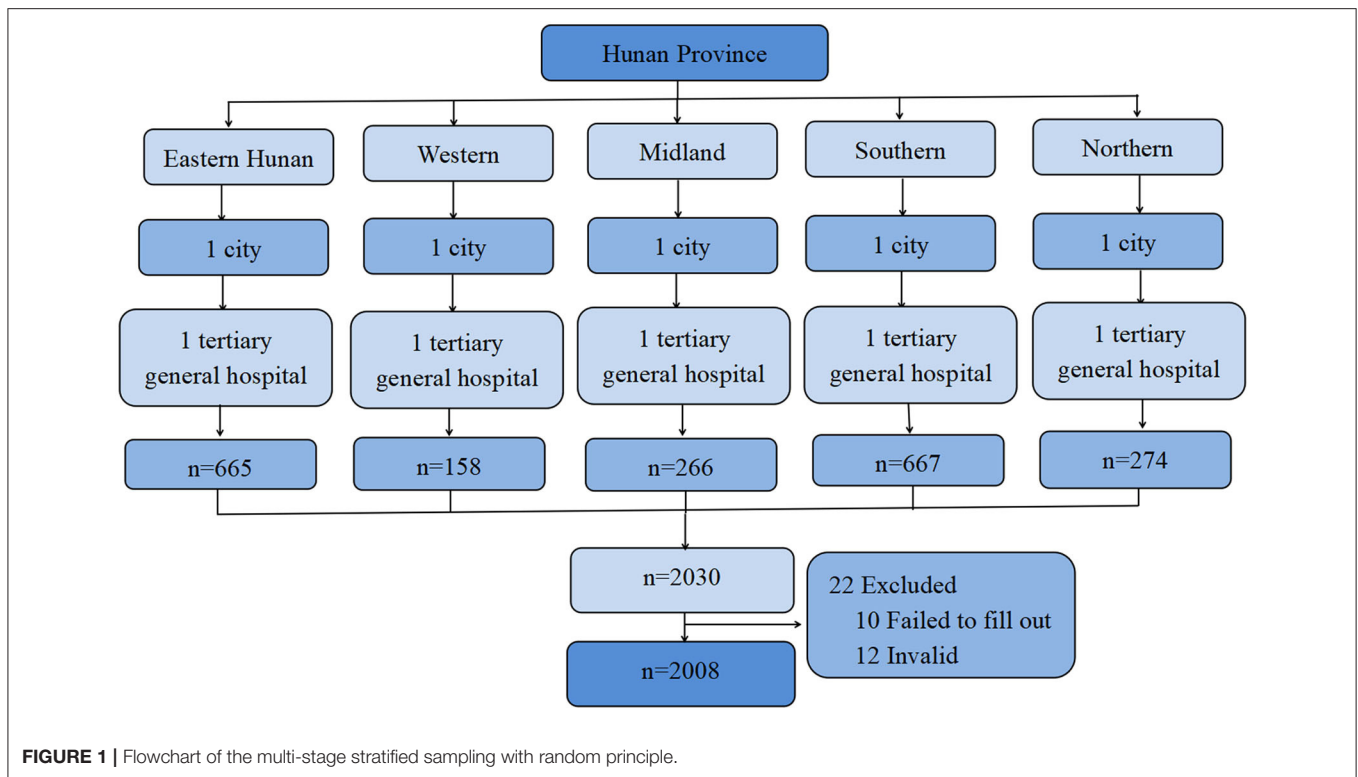 Hunan Province
Eastern Hunan
Western
Midland
Southern
Northern
1 city
1 city
1 city
1 city
1 city
1 tertiary
general hospital
1 tertiary
general hospital
1 tertiary
general hospital
1 tertiary
general hospital
1 tertiary
general hospital
n=665
n=158
n=266
n=667
n=274
n=2030
22 Excluded
10 Failed to fill out
12 Invalid
n=2008
FIGURE 1 | Flowchart of the multi-stage stratified sampling with random principle.